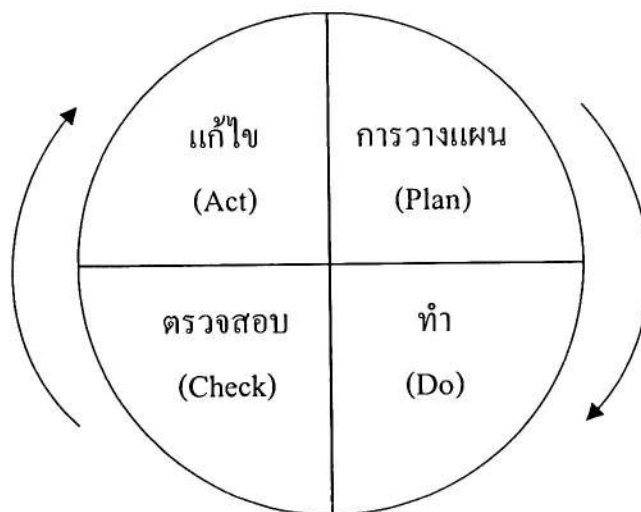 แก้ไข
(Act)
การวางแผน
(Plan)
ตรวจสอบ
(Check)
ทำ
(Do)